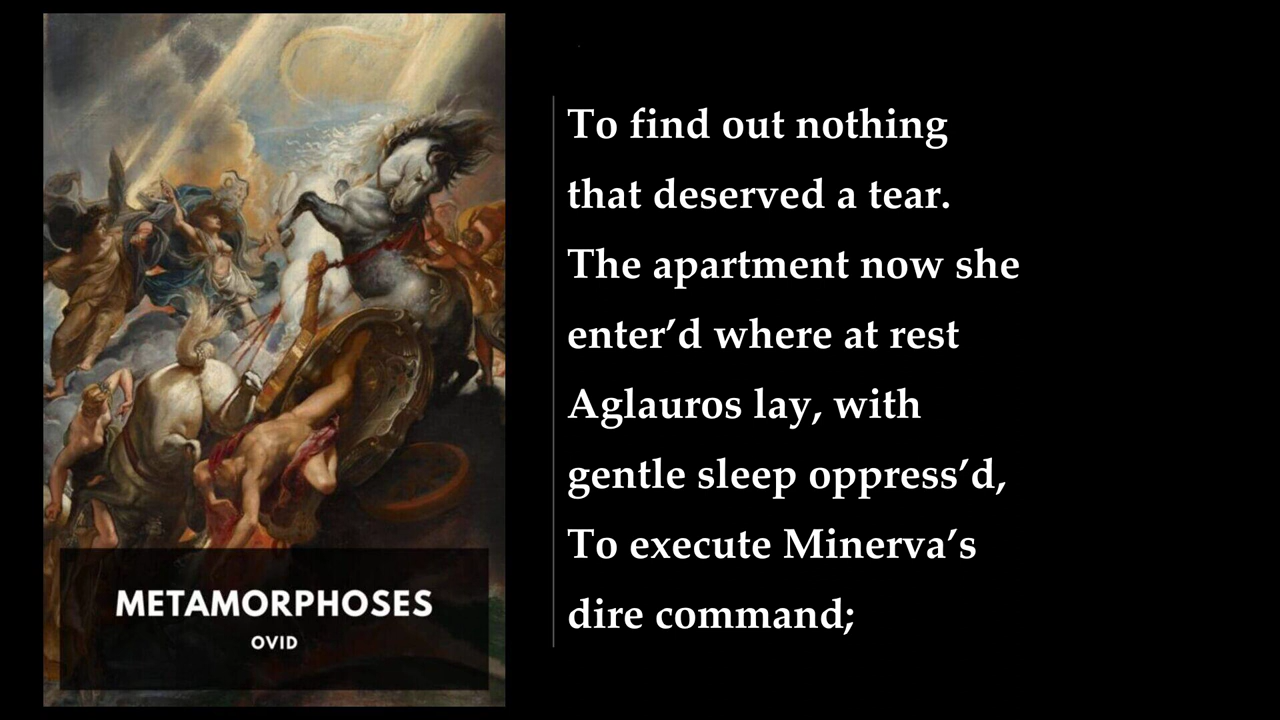 METAMORPHOSES
OVID
To find out nothing
that deserved a tear.
The apartment now she
enter’d where at rest
Aglauros lay, with
gentle sleep oppress’d,
To execute Minerva’s
dire command;